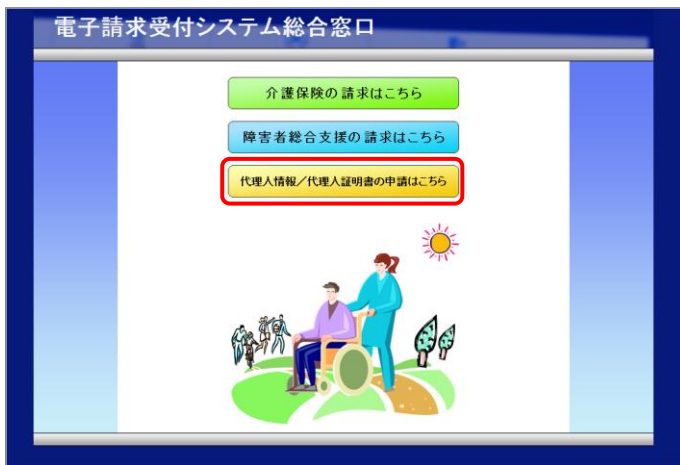 電子請求受付システム総合窓口
介護保険の請求はこちら
障害者総合支援の請求はこちら
代理人情報／代理人証明書の申請はこちら